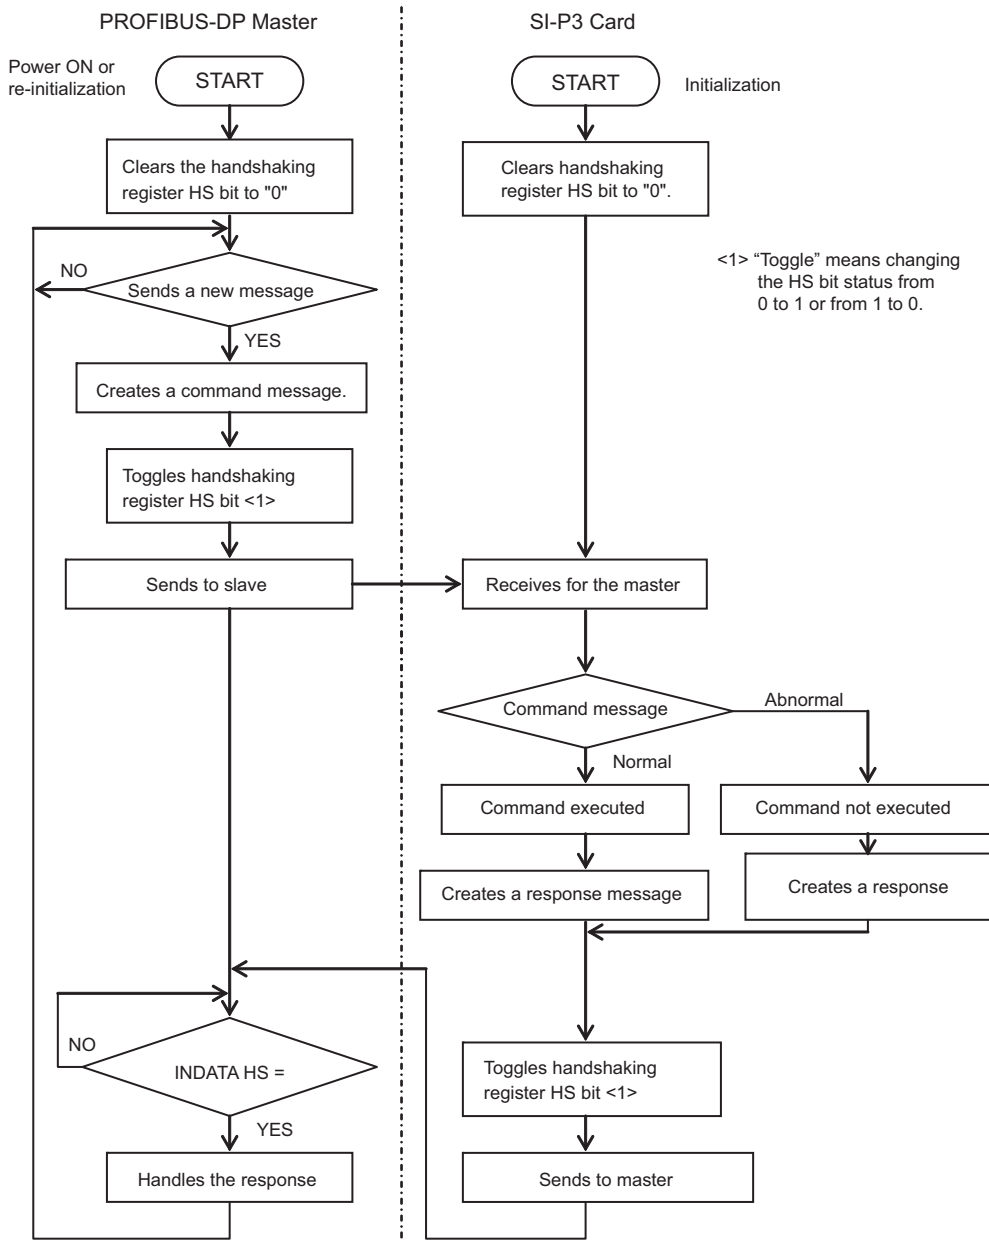 PROFIBUS-DP Master
SI-P3 Card
Power ON or
re-initialization
START
START
Initialization
Clears the handshaking
register HS bit to "0"
Clears handshaking
register HS bit to "0".
<1> “Toggle” means changing
the HS bit status from
0 to 1 or from 1 to 0.
NO
Sends a new message
YES
Creates a command message.
Toggles handshaking
register HS bit <1>
Sends to slave
Receives for the master
Command message
Abnormal
Normal
Command executed
Command not executed
Creates a response message
Creates a response
NO
INDATA HS =
YES
Handles the response
Toggles handshaking
register HS bit <1>
Sends to master